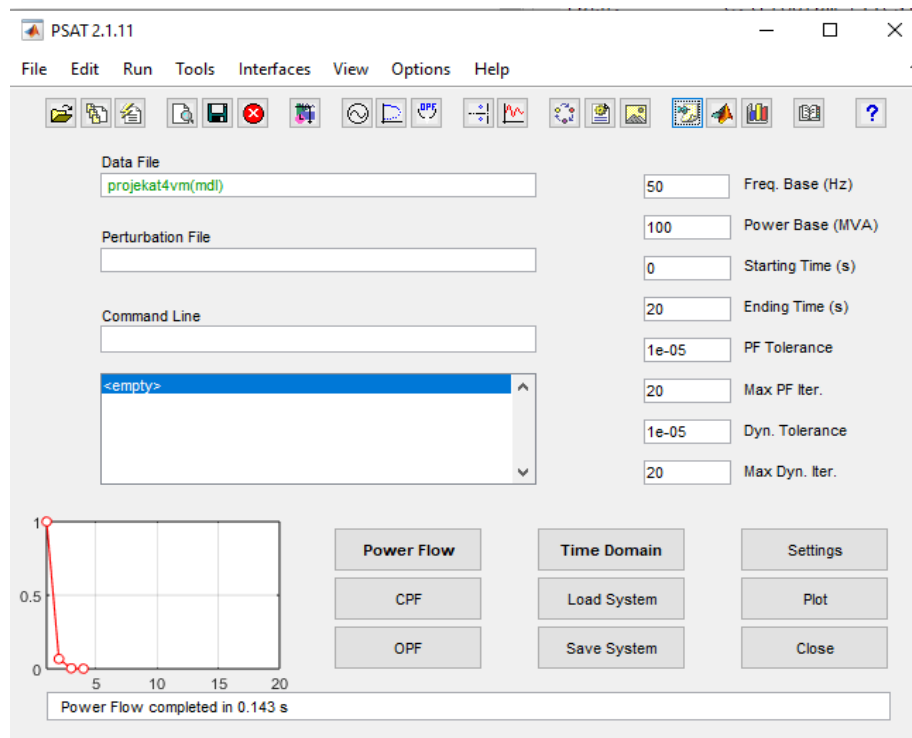 PSAT 2.1.11
File Edit Run Tools Interfaces View Options Help
OPF
?
Data File
projekat4vm(mdl)
Perturbation File
Command Line
<empty>
50 Freq. Base (Hz)
100 Power Base (MVA)
0 Starting Time (s)
20 Ending Time (s)
1e-05 PF Tolerance
20 Max PF Iter.
1e-05 Dyn. Tolerance
20 Max Dyn. Iter.
1
0.5
0
5 10 15 20
Power Flow Time Domain Settings
CPF Load System Plot
OPF Save System Close
Power Flow completed in 0.143 s